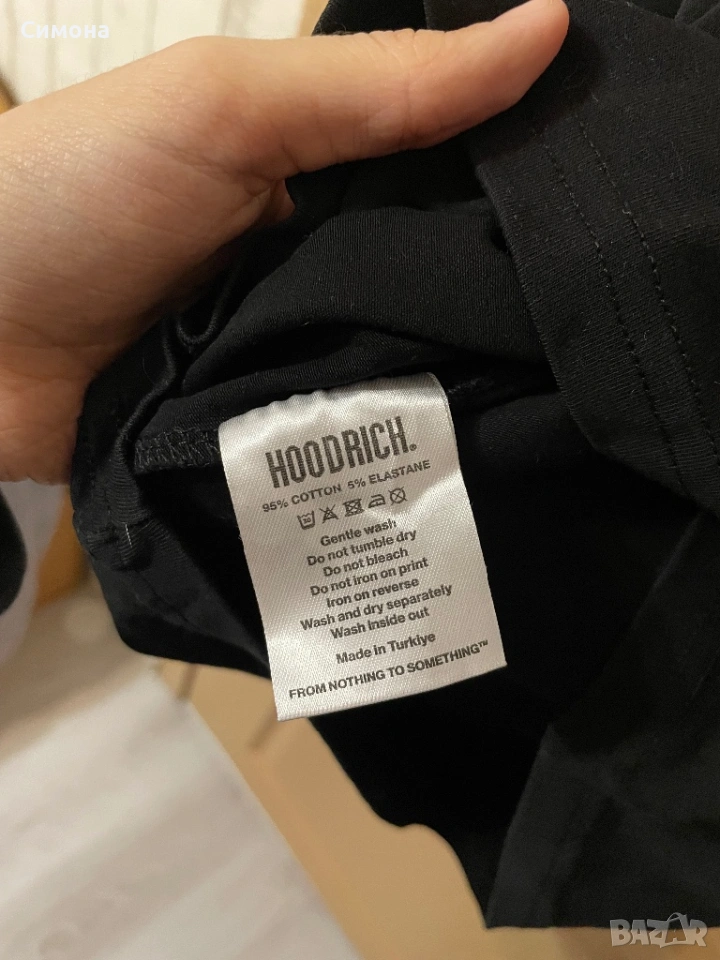 Симона
HOODRICH.
95% COTTON 5% ELASTANE
Gentle wash
Do not tumble dry
Do not bleach
Do not iron on print
Iron on reverse
Wash and dry separately
Wash inside out
Made in Turkiye
FROM NOTHING TO SOMETHING™
BAZAR